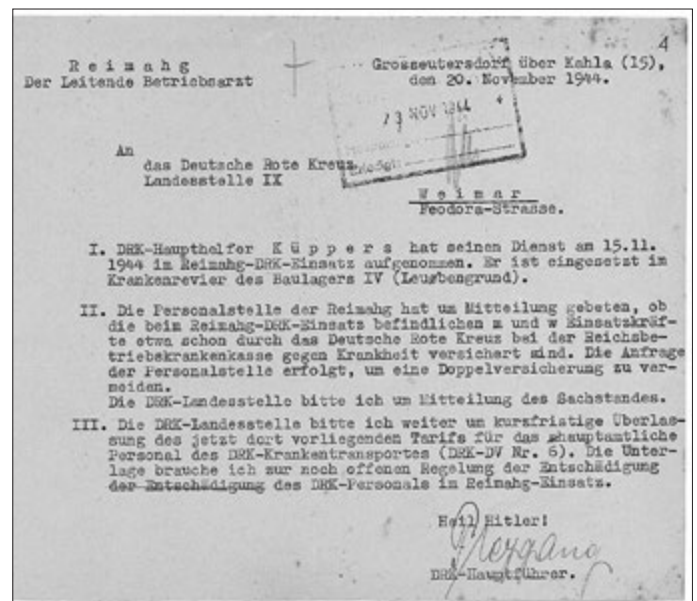 4
Reimahg
Der Leitende Betriebsarzt
Grosseutersdorf über Kahla (15),
den 20. November 1944.
23 NOV 1944
An
das Deutsche Rote Kreuz
Landesstelle IX
Weimar
Feodora-Strasse.
I. DRK-Haupthelfer Küppers hat seinen Dienst am 15.11.
1944 im Reimahg-DRK-Einsatz aufgenommen. Er ist eingesetzt im
Krankenrevier des Baulagers IV (Leubengrund).
II. Die Personalstelle der Reimahg hat um Mitteilung gebeten, ob
die beim Reimahg-DRK-Einsats befindlichen m und w Einsatzkräf-
te etwa schon durch das Deutsche Rote Kreuz bei der Reichsbe-
triebskrankenkasse gegen Krankheit versichert sind. Die Anfrage
der Personalstelle erfolgt, um eine Doppelversicherung zu ver-
meiden.
Die DRK-Landesstelle bitte ich um Mitteilung des Sachstandes.
III. Die DRK-Landesstelle bitte ich weiter um kurzfristige Überlas-
sung des jetzt dort vorliegenden Tarifs für das hauptamtliche
Personal des DRK-Krankentransportes (DRK-DV Nr. 6). Die Unter-
lage brauche ich zur noch offenen Regelung der Entschädigung
der Entschädigung des DRK-Personals im Reimahg-Einsatz.
Heil Hitler!
DRK-Hauptführer.